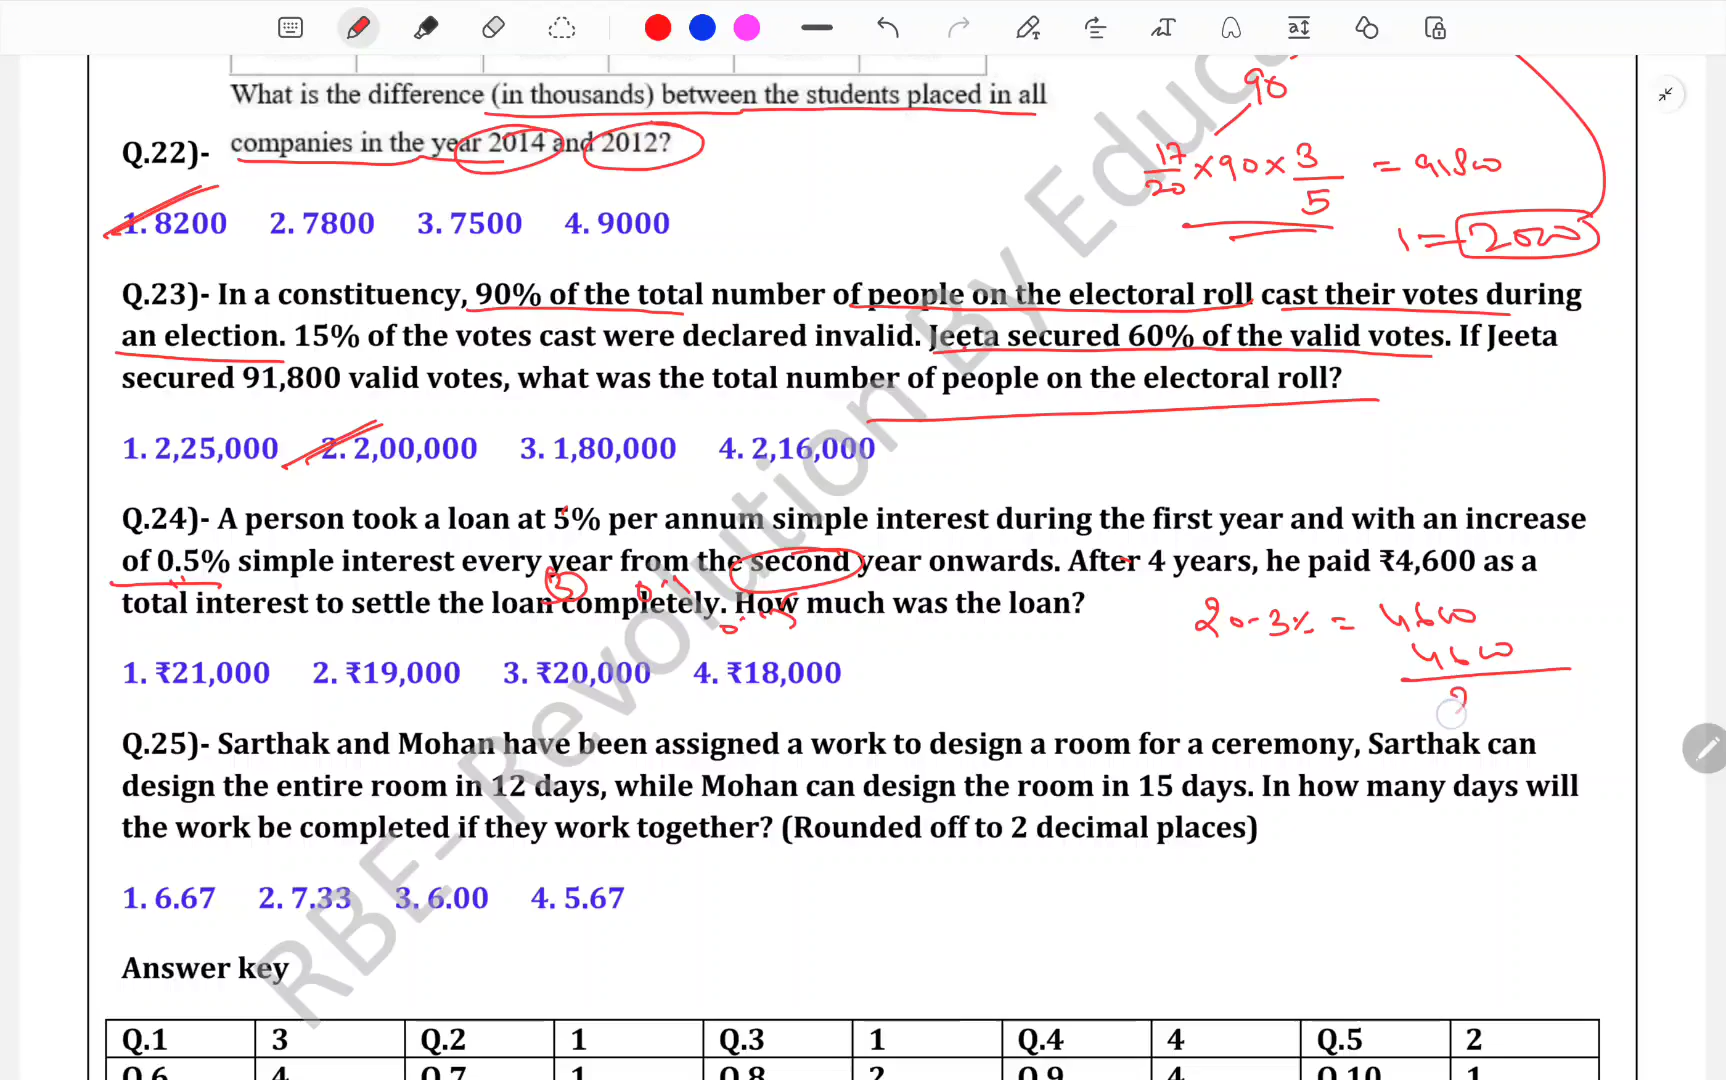 What is the difference (in thousands) between the students placed in all
Q.22)- companies in the year 2014 and 2012?
1. 8200 2. 7800 3. 7500 4. 9000
90
17/20 × 90 × 3/5 = 91800
Q.23)- In a constituency, 90% of the total number of people on the electoral roll cast their votes during
an election. 15% of the votes cast were declared invalid. Jeeta secured 60% of the valid votes. If Jeeta
secured 91,800 valid votes, what was the total number of people on the electoral roll?
1. 2,25,000 2. 2,00,000 3. 1,80,000 4. 2,16,000
Q.24)- A person took a loan at 5% per annum simple interest during the first year and with an increase
of 0.5% simple interest every year from the second year onwards. After 4 years, he paid ₹4,600 as a
total interest to settle the loan completely. How much was the loan?
= 4600
4600
1. ₹21,000 2. ₹19,000 3. ₹20,000 4. ₹18,000
Q.25)- Sarthak and Mohan have been assigned a work to design a room for a ceremony, Sarthak can
design the entire room in 12 days, while Mohan can design the room in 15 days. In how many days will
the work be completed if they work together? (Rounded off to 2 decimal places)
1. 6.67 2. 7.33 3. 6.00 4. 5.67
Answer key
Q.1 3 Q.2 1 Q.3 1 Q.4 4 Q.5 2
Q.6 4 Q.7 1 Q.8 2 Q.9 4 Q.10 1
RBE- Revolution By Educ